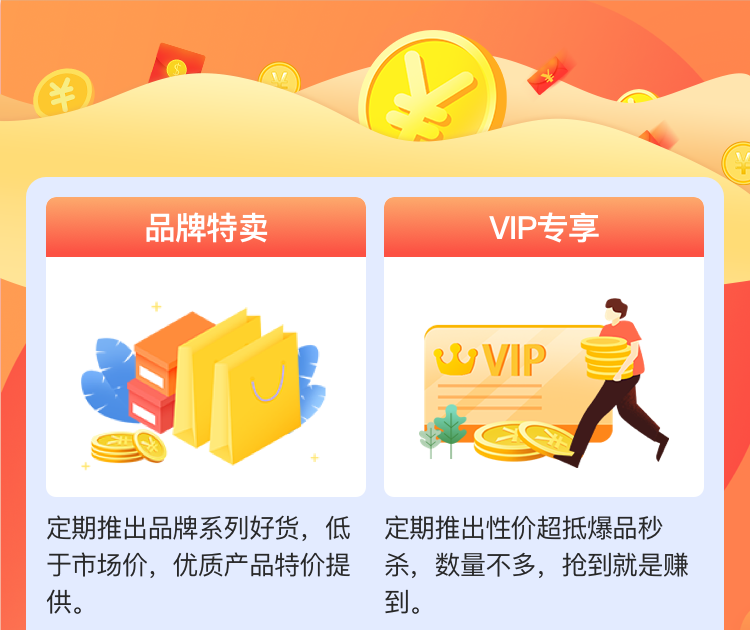 品牌特卖
VIP专享
VIP
定期推出品牌系列好货，低
于市场价，优质产品特价提
供。
定期推出性价超抵爆品秒
杀，数量不多，抢到就是赚
到。